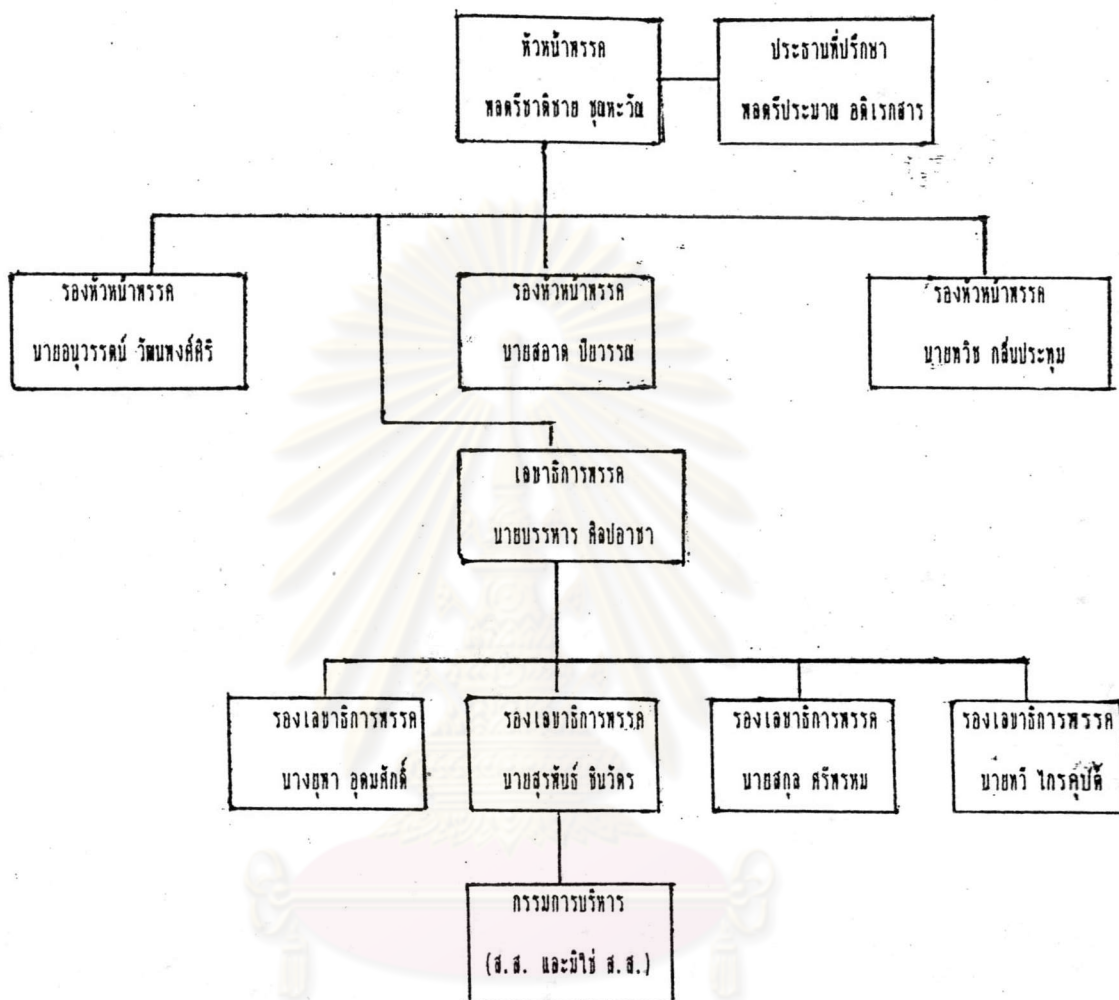 หัวหน้าพรรค
พลตรีชาติชาย ชุณหะวัณ
ประธานที่ปรึกษา
พลตรีประมาณ อดิเรกสาร
รองหัวหน้าพรรค
นายอนุวรรตน์ วัฒนพงศ์ศิริ
รองหัวหน้าพรรค
นายสอาด ปิยวรรณ
รองหัวหน้าพรรค
นายทวิช กลิ่นประทุม
เลขาธิการพรรค
นายบรรหาร ศิลปอาชา
รองเลขาธิการพรรค
นางยุพา อุดมศักดิ์
รองเลขาธิการพรรค
นายสุรพันธ์ ชินวัตร
รองเลขาธิการพรรค
นายสกุล ศรีพรหม
รองเลขาธิการพรรค
นายทวี ไกรคุปต์
กรรมการบริหาร
(ส.ส. และมิใช่ ส.ส.)